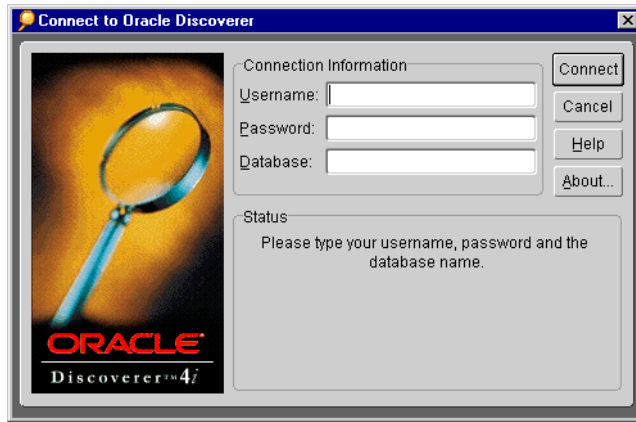 Connect to Oracle Discoverer
Connection Information
Username:
Password:
Database:
Connect
Cancel
Help
About...
Status
Please type your username, password and the
database name.
ORACLE
Discoverer™ 4i